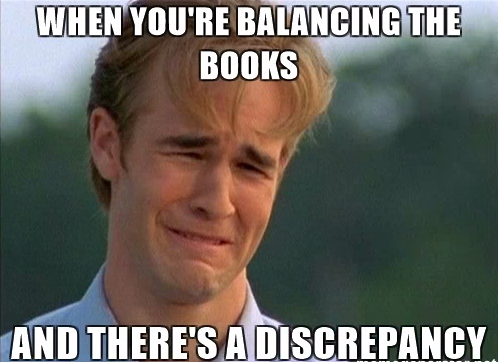 WHEN YOU'RE BALANCING THE
BOOKS
AND THERE'S A DISCREPANCY